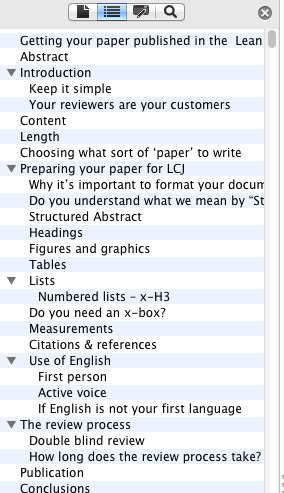 Getting your paper published in the Lean
Abstract
Introduction
Keep it simple
Your reviewers are your customers
Content
Length
Choosing what sort of ‘paper’ to write
Preparing your paper for LCJ
Why it’s important to format your docum
Do you understand what we mean by “St
Structured Abstract
Headings
Figures and graphics
Tables
Lists
Numbered lists – x-H3
Do you need an x-box?
Measurements
Citations & references
Use of English
First person
Active voice
If English is not your first language
The review process
Double blind review
How long does the review process take?
Publication
Conclusions